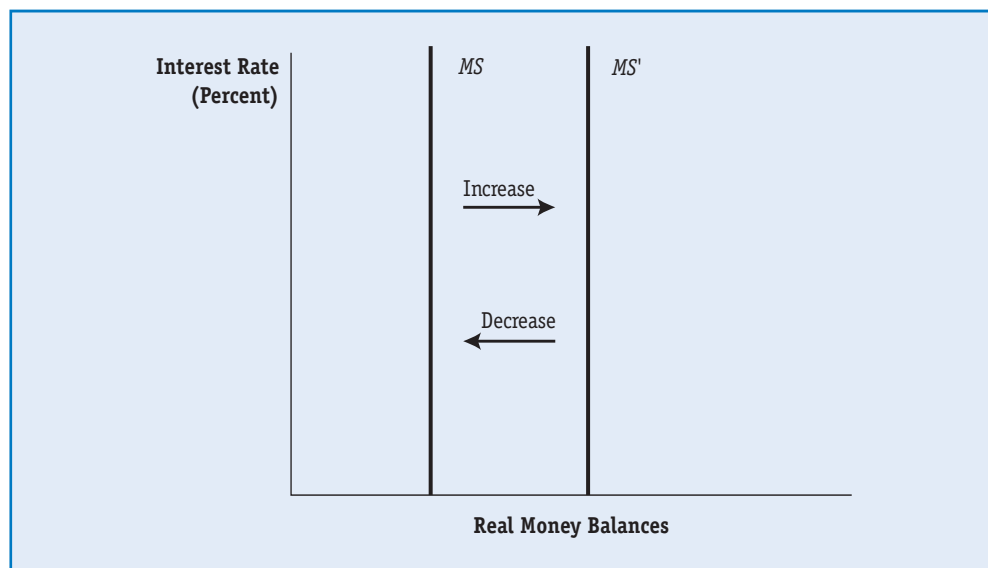 Interest Rate
(Percent)
MS
MS'
Increase
Decrease
Real Money Balances